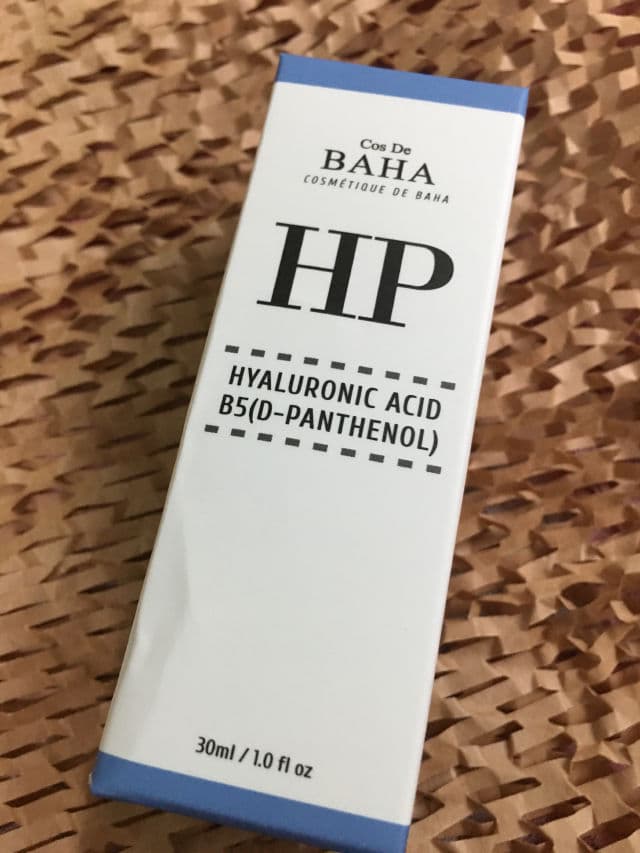 Cos De
BAHA
COSMÉTIQUE DE BAHA
HP
HYALURONIC ACID
B5(D-PANTHENOL)
30ml / 1.0 fl oz